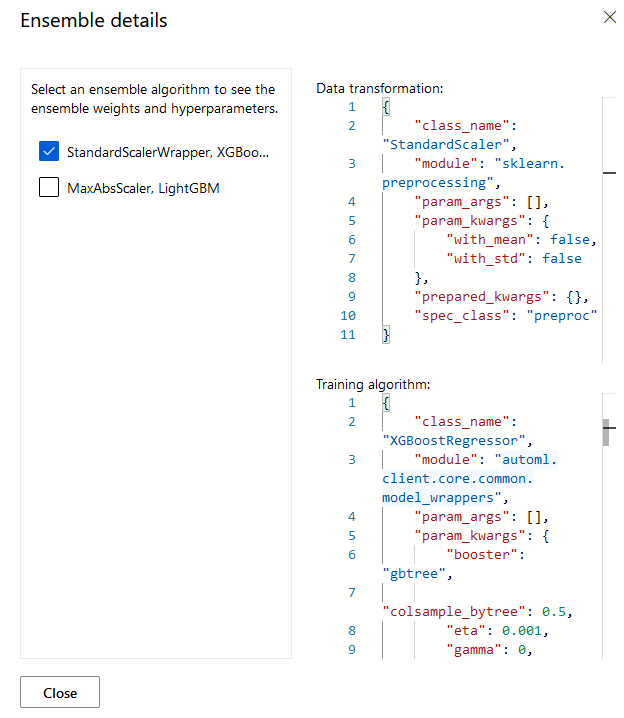 Ensemble details
Select an ensemble algorithm to see the
ensemble weights and hyperparameters.
StandardScalerWrapper, XGBoo...
MaxAbsScaler, LightGBM
Data transformation:
1 {
2 "class_name":
"StandardScaler",
3 "module": "sklearn.
preprocessing",
4 "param_args": [],
5 "param_kwargs": {
6 "with_mean": false,
7 "with_std": false
8 },
9 "prepared_kwargs": {},
10 "spec_class": "preproc"
11 }
Training algorithm:
1 {
2 "class_name":
"XGBoostRegressor",
3 "module": "automl.
client.core.common.
model_wrappers",
4 "param_args": [],
5 "param_kwargs": {
6 "booster":
"gbtree",
7
"colsample_bytree": 0.5,
8 "eta": 0.001,
9 "gamma": 0,
Close